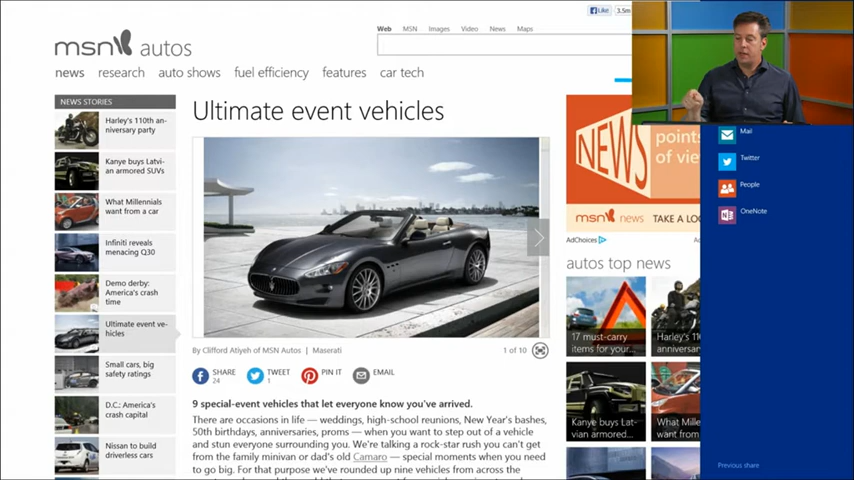 Like 3.5m
Web MSN Images Video News Maps
msn autos
news research auto shows fuel efficiency features car tech
NEWS STORIES
Harley's 110th an-
niversary party
Kanye buys Latvi-
an armored SUVs
What Millennials
want from a car
Infiniti reveals
menacing Q30
Demo derby:
America's crash
time
Ultimate event ve-
hicles
Small cars, big
safety ratings
D.C.: America's
crash capital
Nissan to build
driverless cars
Ultimate event vehicles
By Clifford Atiyeh of MSN Autos | Maserati
1 of 10
SHARE
24
TWEET
1
PIN IT
EMAIL
9 special-event vehicles that let everyone know you've arrived.
There are occasions in life — weddings, high-school reunions, New Year's bashes,
50th birthdays, anniversaries, proms — when you want to step out of a vehicle
and stun everyone surrounding you. We're talking a rock-star rush you can't get
from the family minivan or dad's old Camaro — special moments when you need
to go big. For that purpose we've rounded up nine vehicles from across the
NEWS
points
of view
msn news TAKE A LO
AdChoices
autos top news
17 must-carry
items for your...
Harley's 1
anniversar
Kanye buys Lat-
vian armored...
What Mille
want from
Mail
Twitter
People
OneNote
Previous share